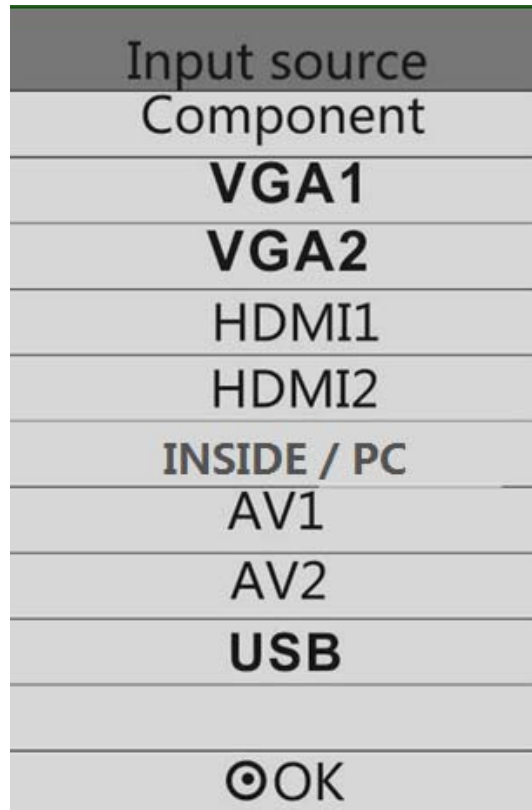 Input source
Component
VGA1
VGA2
HDMI1
HDMI2
INSIDE / PC
AV1
AV2
USB
⊙OK